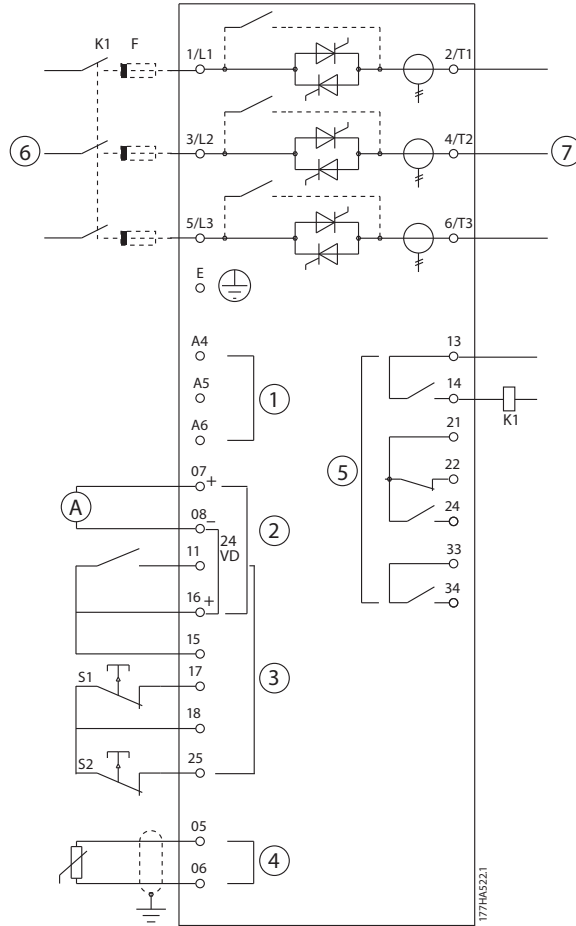 K1 F 1/L1 2/T1
6 3/L2 4/T2 7
5/L3 6/T3
E
A4 13
A5 1 14
A6 K1
21
07 + 5 22
A
08 – 2 24
24
VD
11 33
16 + 34
15
S1 17 3
18
S2 25
05
4
06
177HA522.1